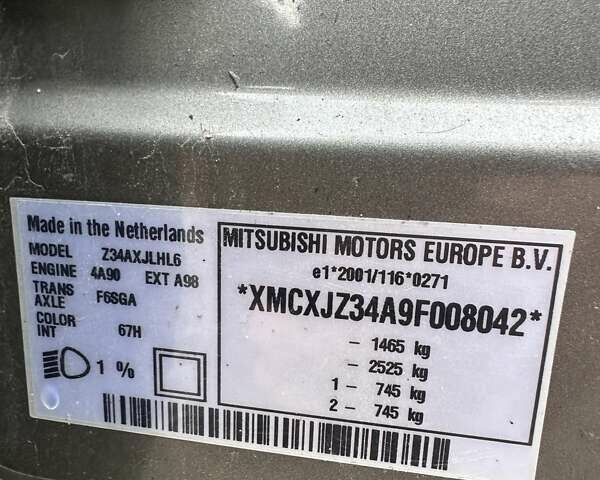 Made in the Netherlands
MODEL Z34AXJLHL6
ENGINE 4A90 EXT A98
TRANS AXLE F6SGA
COLOR INT 67H
1 %
MITSUBISHI MOTORS EUROPE B.V.
e1*2001/116*0271
*XMCXJZ34A9F008042*
– 1465 kg
– 2525 kg
1 – 745 kg
2 – 745 kg